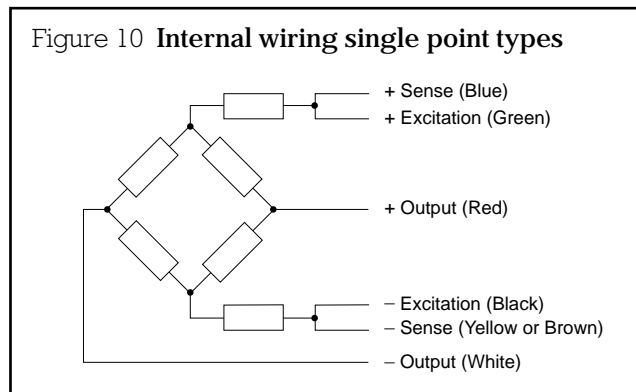 Figure 10 Internal wiring single point types
+ Sense (Blue)
+ Excitation (Green)
+ Output (Red)
− Excitation (Black)
− Sense (Yellow or Brown)
− Output (White)